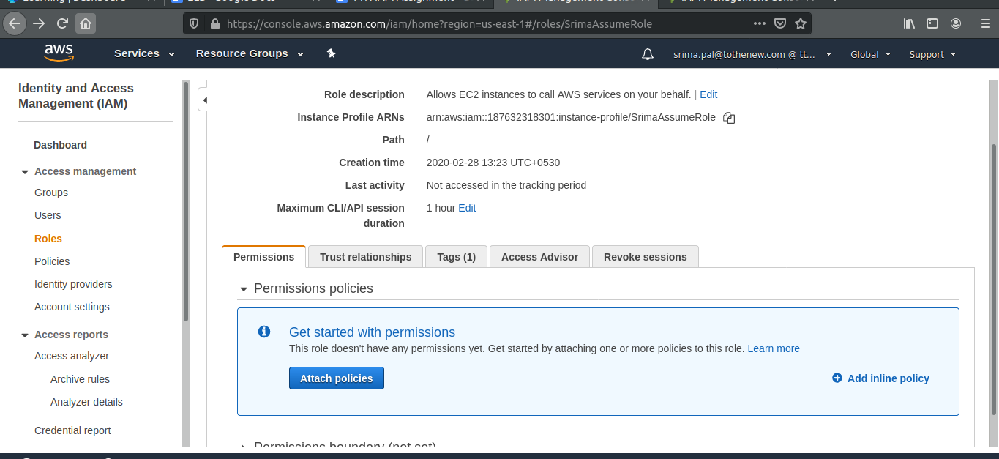 https://console.aws.amazon.com/iam/home?region=us-east-1#/roles/SrimaAssumeRole
aws
Services
Resource Groups
srima.pal@tothenew.com @ tt...
Global
Support
Identity and Access
Management (IAM)
Dashboard
Access management
Groups
Users
Roles
Policies
Identity providers
Account settings
Access reports
Access analyzer
Archive rules
Analyzer details
Credential report
Role description Allows EC2 instances to call AWS services on your behalf. | Edit
Instance Profile ARNs arn:aws:iam::187632318301:instance-profile/SrimaAssumeRole
Path /
Creation time 2020-02-28 13:23 UTC+0530
Last activity Not accessed in the tracking period
Maximum CLI/API session 1 hour Edit
duration
Permissions
Trust relationships
Tags (1)
Access Advisor
Revoke sessions
Permissions policies
Get started with permissions
This role doesn't have any permissions yet. Get started by attaching one or more policies to this role. Learn more
Attach policies
Add inline policy
Permissions boundary (not set)